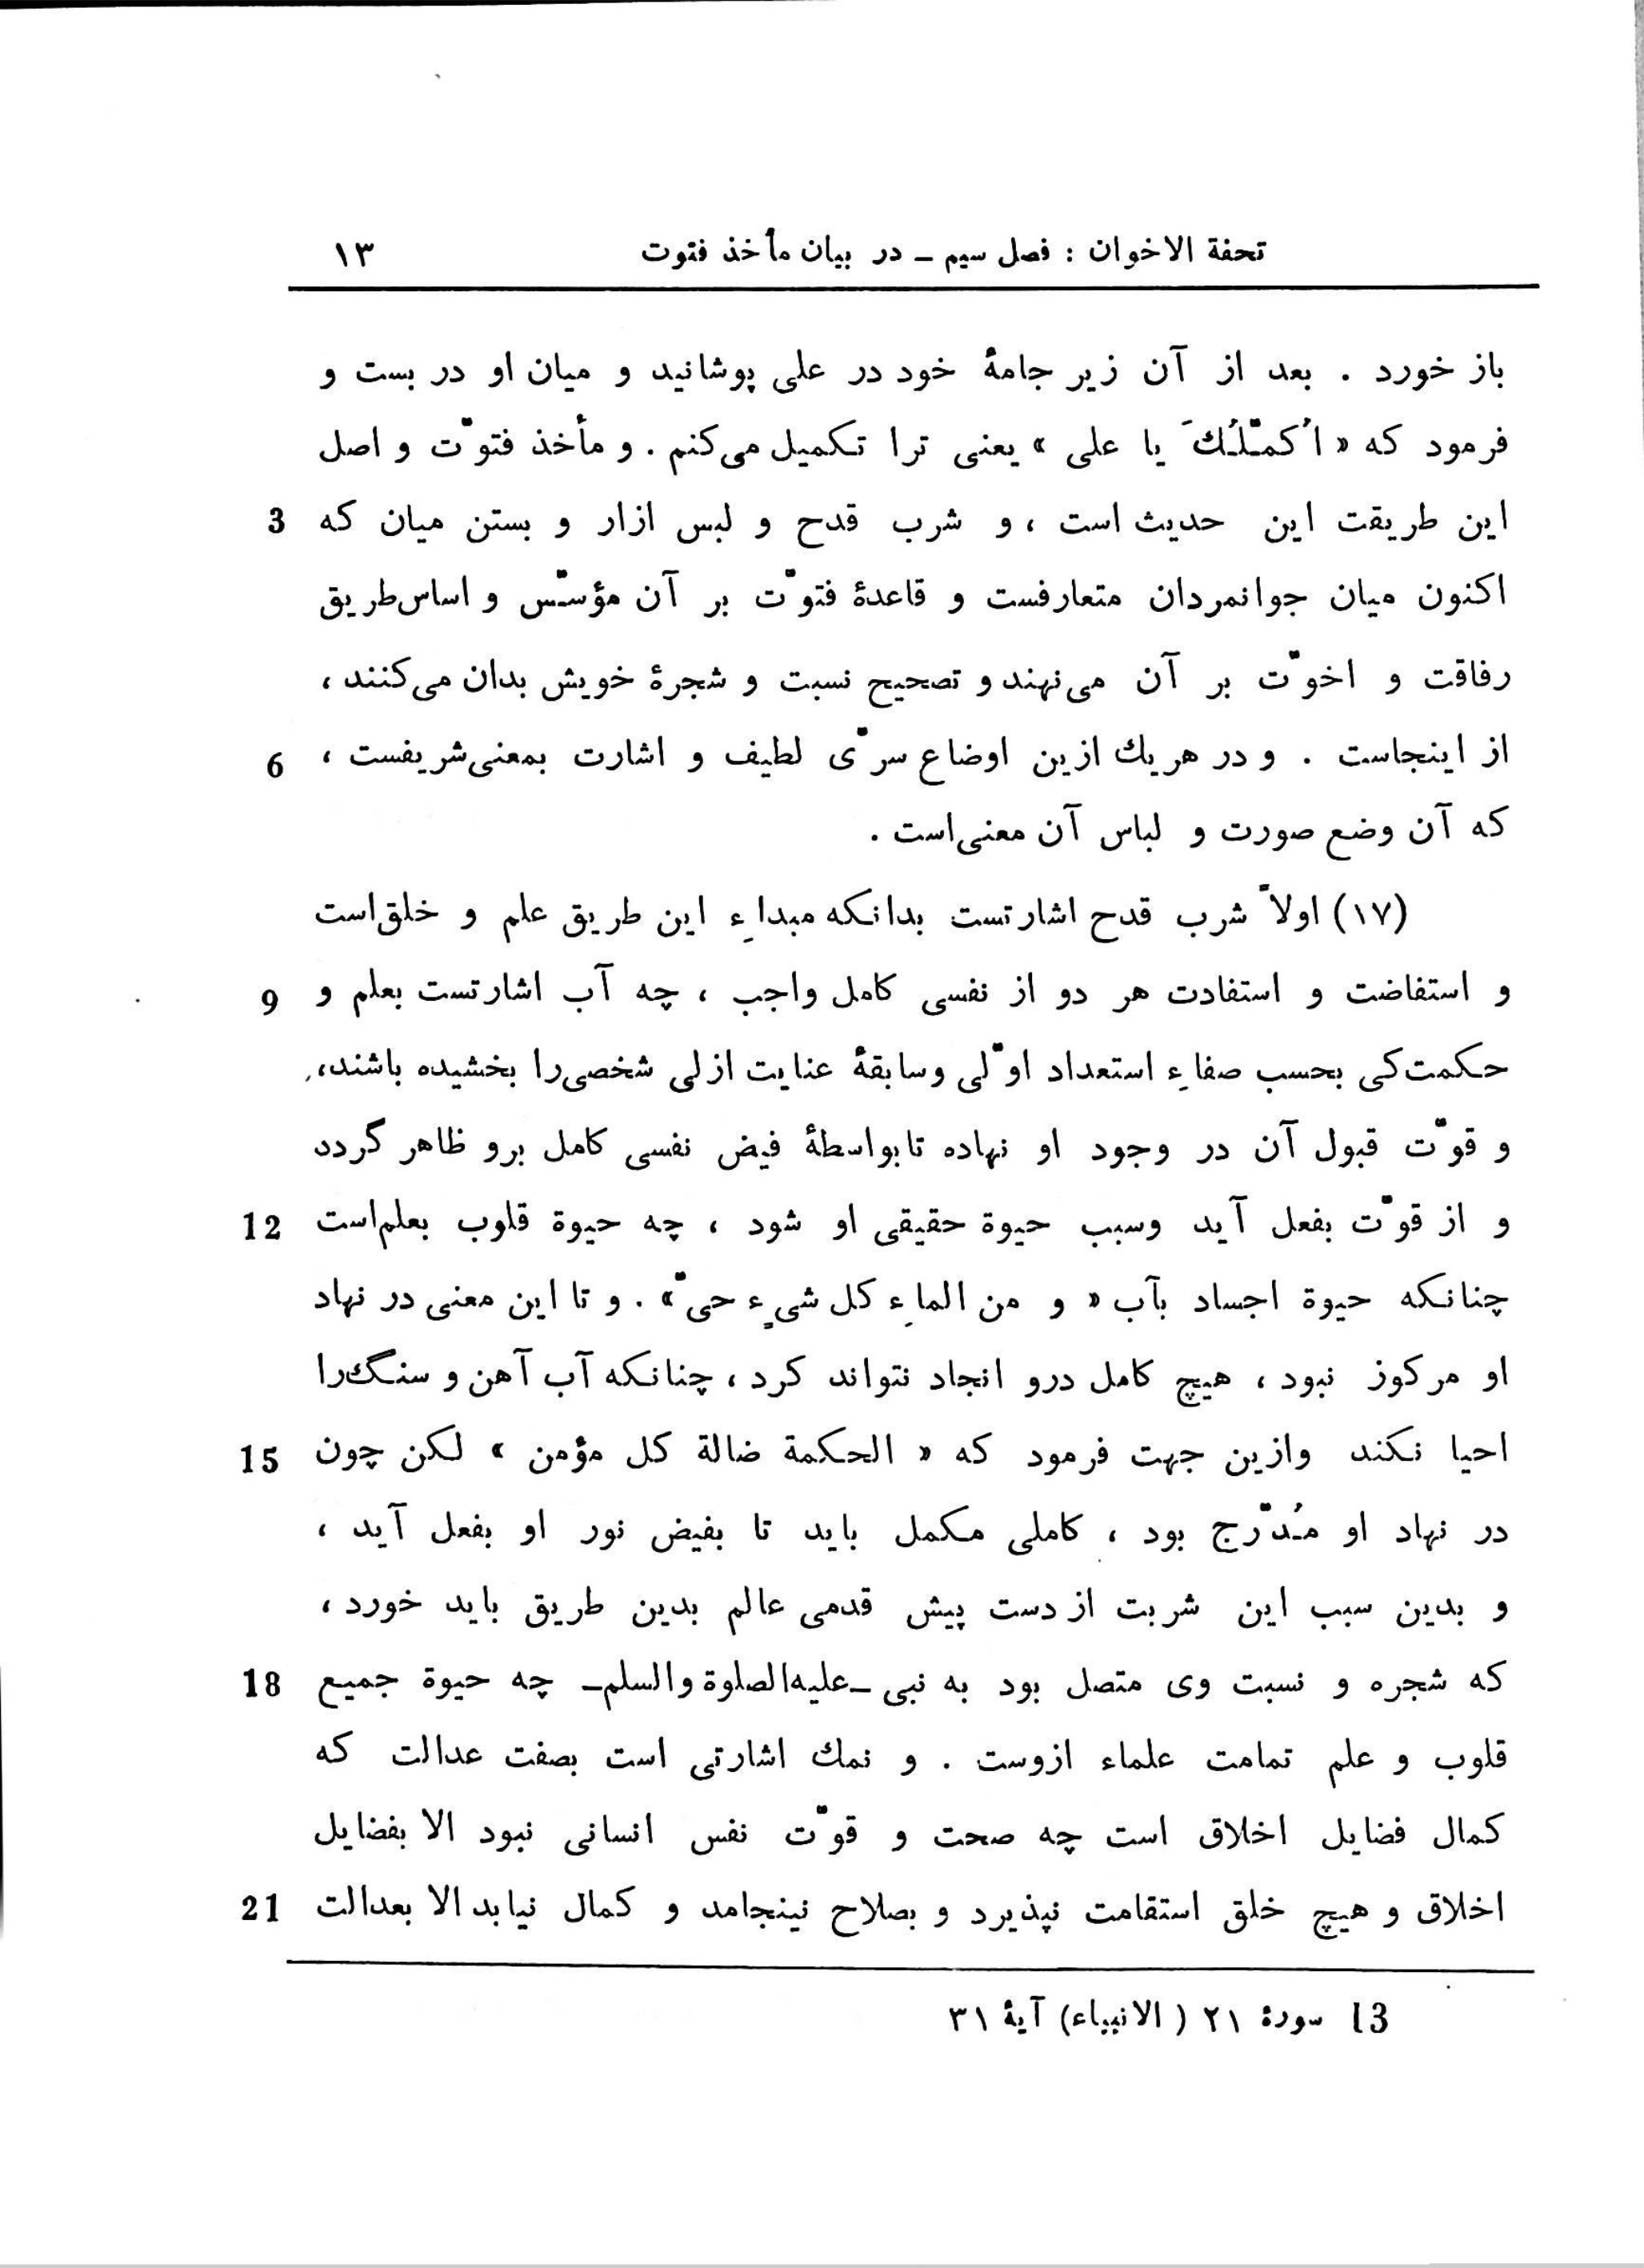 تحفة الاخوان : فصل سیم ــ در بیان مأخذ فتوت ۱۳
باز خورد . بعد از آن زیر جامهٔ خود در علی پوشانید و میان او در بست و
فرمود که « اُکمّلُكَ یا علی » یعنی ترا تکمیل می‌کنم . و مأخذ فتوّت و اصل
این طریقت این حدیث است ، و شرب قدح و لبس ازار و بستن میان که 3
اکنون میان جوانمردان متعارفست و قاعدهٔ فتوّت بر آن مؤسّس و اساس طریق
رفاقت و اخوّت بر آن می‌نهند و تصحیح نسبت و شجرهٔ خویش بدان می‌کنند ،
از اینجاست . و در هریك ازین اوضاع سرّی لطیف و اشارت بمعنی شریفست ، 6
که آن وضع صورت و لباس آن معنی است .
(۱۷) اولاً شرب قدح اشارتست بدانکه مبداءِ این طریق علم و خلق است
و استفاضت و استفادت هر دو از نفسی کامل واجب ، چه آب اشارتست بعلم و 9
حکمت کی بحسب صفاءِ استعداد اوّلی وسابقهٔ عنایت ازلی شخصی را بخشیده باشند،
و قوّت قبول آن در وجود او نهاده تا بواسطهٔ فیض نفسی کامل برو ظاهر گردد
و از قوّت بفعل آید وسبب حیوة حقیقی او شود ، چه حیوة قلوب بعلم است 12
چنانکه حیوة اجساد بآب « و من الماءِ کل شیءٍ حیّ» . و تا این معنی در نهاد
او مرکوز نبود ، هیچ کامل درو انجاد نتواند کرد ، چنانکه آب آهن و سنگ را
احیا نکند وازین جهت فرمود که « الحکمة ضالة کل مؤمن » لکن چون 15
در نهاد او مُدّرج بود ، کاملی مکمل باید تا بفیض نور او بفعل آید ،
و بدین سبب این شربت از دست پیش قدمی عالم بدین طریق باید خورد ،
که شجره و نسبت وی متصل بود به نبی ــ علیه‌الصلوة والسلم ــ چه حیوة جمیع 18
قلوب و علم تمامت علماء ازوست . و نمك اشارتی است بصفت عدالت که
کمال فضایل اخلاق است چه صحت و قوّت نفس انسانی نبود الا بفضایل
اخلاق و هیچ خلق استقامت نپذیرد و بصلاح نینجامد و کمال نیابد الا بعدالت 21
13 سورهٔ ۲۱ (الانبیاء) آیهٔ ۳۱